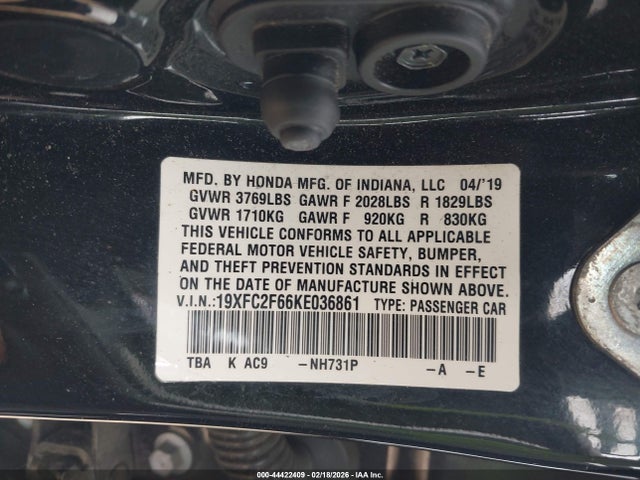 MFD. BY HONDA MFG. OF INDIANA, LLC 04/'19
GVWR 3769LBS GAWR F 2028LBS R 1829LBS
GVWR 1710KG GAWR F 920KG R 830KG
THIS VEHICLE CONFORMS TO ALL APPLICABLE
FEDERAL MOTOR VEHICLE SAFETY, BUMPER,
AND THEFT PREVENTION STANDARDS IN EFFECT
ON THE DATE OF MANUFACTURE SHOWN ABOVE.
V.I.N.:19XFC2F66KE036861 TYPE: PASSENGER CAR
TBA K AC9 –NH731P –A –E
000-44422409 - 02/18/2026 - IAA Inc.